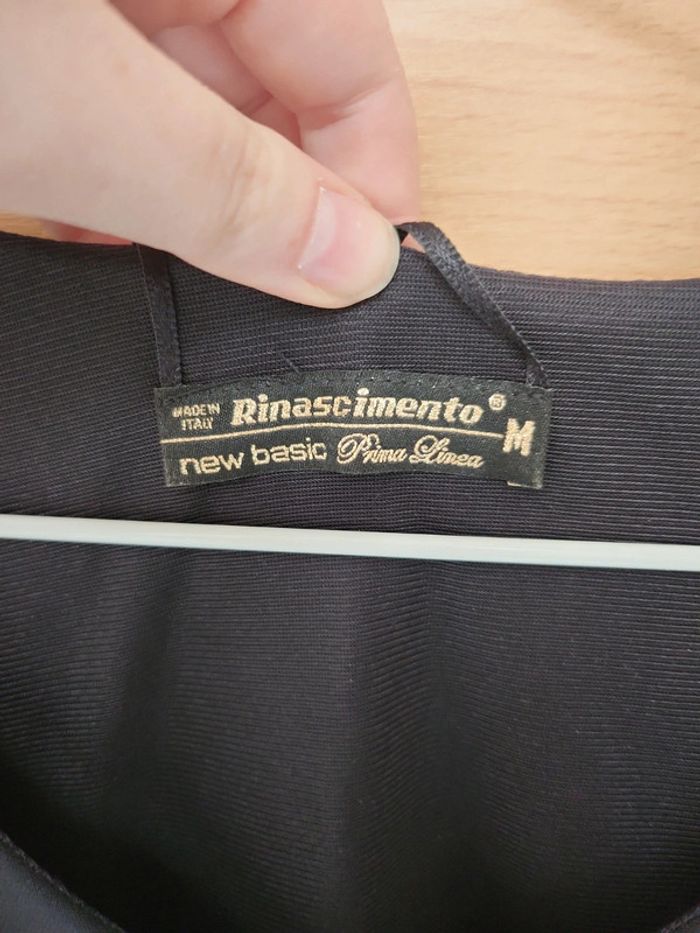 MADE IN
ITALY
Rinascimento®
M
new basic Prima Linea